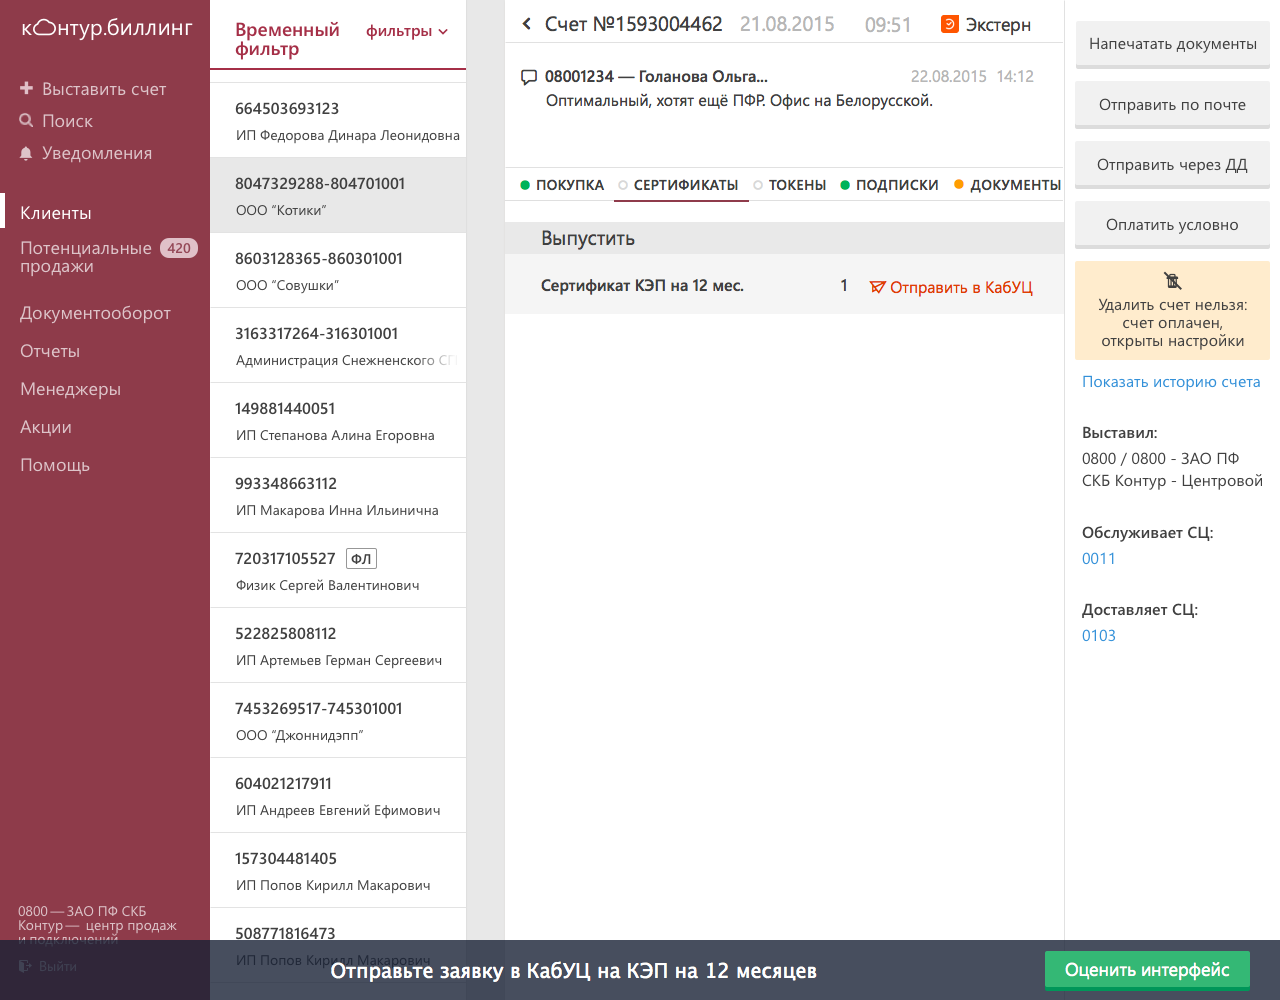 контур.биллинг
Выставить счет
Поиск
Уведомления
Клиенты
Потенциальные 420
продажи
Документооборот
Отчеты
Менеджеры
Акции
Помощь
0800 — ЗАО ПФ СКБ
Контур — центр продаж
и подключений
Выйти
Временный
фильтр
фильтры
664503693123
ИП Федорова Динара Леонидовна
8047329288-804701001
ООО “Котики”
8603128365-860301001
ООО “Совушки”
3163317264-316301001
Администрация Снежненского СП
149881440051
ИП Степанова Алина Егоровна
993348663112
ИП Макарова Инна Ильинична
720317105527 ФЛ
Физик Сергей Валентинович
522825808112
ИП Артемьев Герман Сергеевич
7453269517-745301001
ООО “Джоннидэпп”
604021217911
ИП Андреев Евгений Ефимович
157304481405
ИП Попов Кирилл Макарович
508771816473
ИП Попов Кирилл Макарович
Счет №1593004462 21.08.2015 09:51 Экстерн
08001234 — Голанова Ольга... 22.08.2015 14:12
Оптимальный, хотят ещё ПФР. Офис на Белорусской.
ПОКУПКА СЕРТИФИКАТЫ ТОКЕНЫ ПОДПИСКИ ДОКУМЕНТЫ
Выпустить
Сертификат КЭП на 12 мес. 1 Отправить в КабУЦ
Напечатать документы
Отправить по почте
Отправить через ДД
Оплатить условно
Удалить счет нельзя:
счет оплачен,
открыты настройки
Показать историю счета
Выставил:
0800 / 0800 - ЗАО ПФ
СКБ Контур - Центровой
Обслуживает СЦ:
0011
Доставляет СЦ:
0103
Отправьте заявку в КабУЦ на КЭП на 12 месяцев
Оценить интерфейс